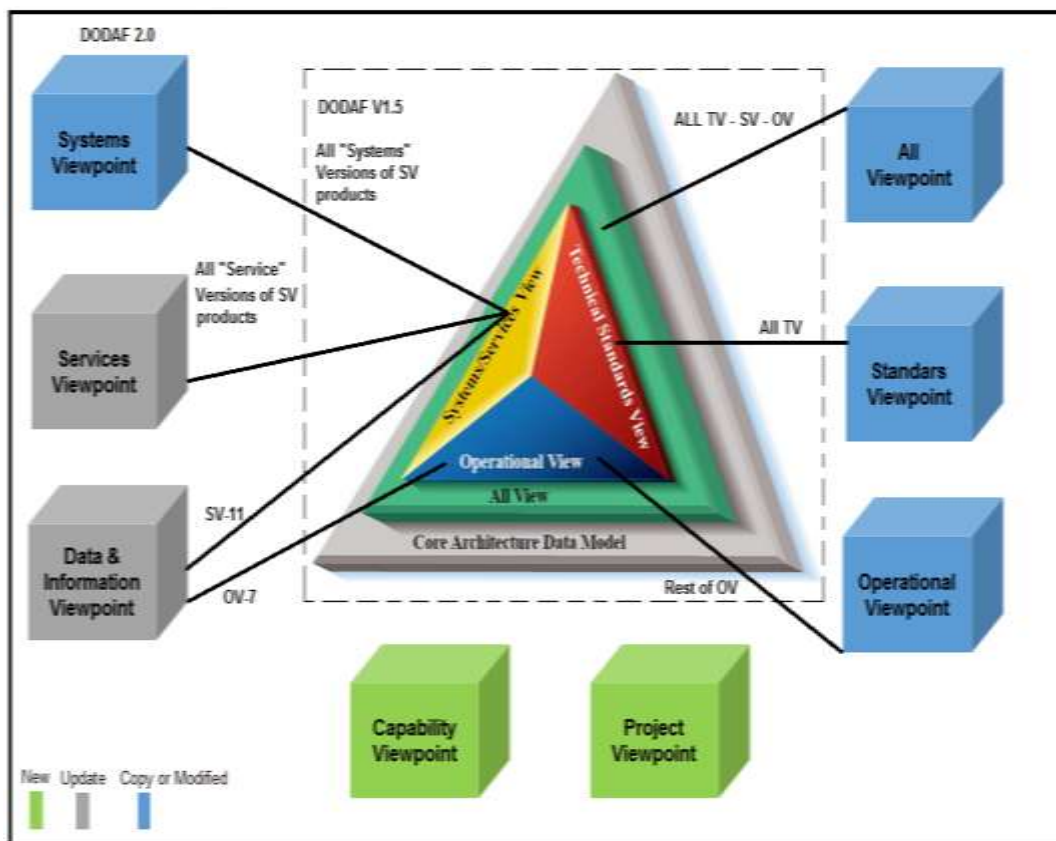 DODAF 2.0
Systems
Viewpoint
DODAF V1.5
All "Systems"
Versions of SV
products
ALL TV - SV - OV
All
Viewpoint
All "Service"
Versions of SV
products
Services
Viewpoint
Systems/Services View
Technical Standards View
All TV
Standars
Viewpoint
Operational View
All View
Core Architecture Data Model
SV-11
Data &
Information
Viewpoint
OV-7
Rest of OV
Operational
Viewpoint
Capability
Viewpoint
Project
Viewpoint
New Update Copy or Modified